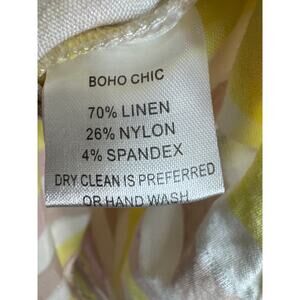 BOHO CHIC
70% LINEN
26% NYLON
4% SPANDEX
DRY CLEAN IS PREFERRED
OR HAND WASH